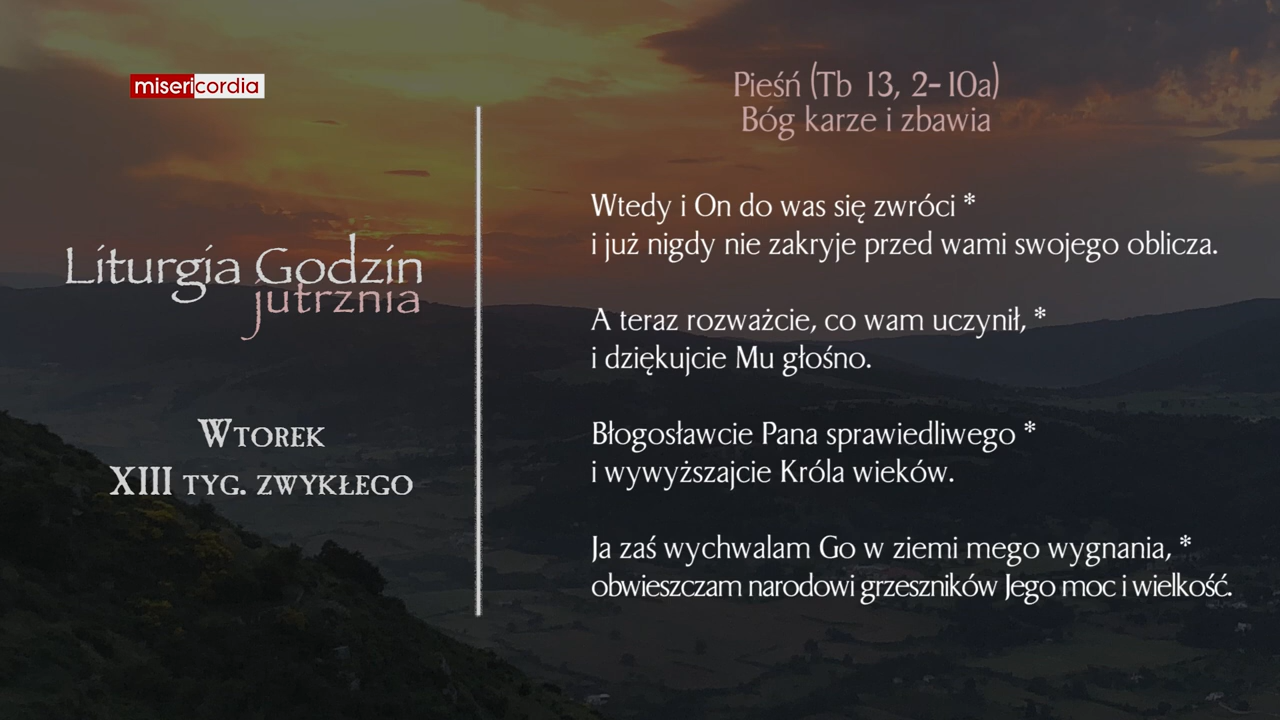 misericordia
Liturgia Godzin
jutrznia
Wtorek
XIII tyg. zwykłego
Pieśń (Tb 13, 2-10a)
Bóg karze i zbawia
Wtedy i On do was się zwróci *
i już nigdy nie zakryje przed wami swojego oblicza.
A teraz rozważcie, co wam uczynił, *
i dziękujcie Mu głośno.
Błogosławcie Pana sprawiedliwego *
i wywyższajcie Króla wieków.
Ja zaś wychwalam Go w ziemi mego wygnania, *
obwieszczam narodowi grzeszników Jego moc i wielkość.